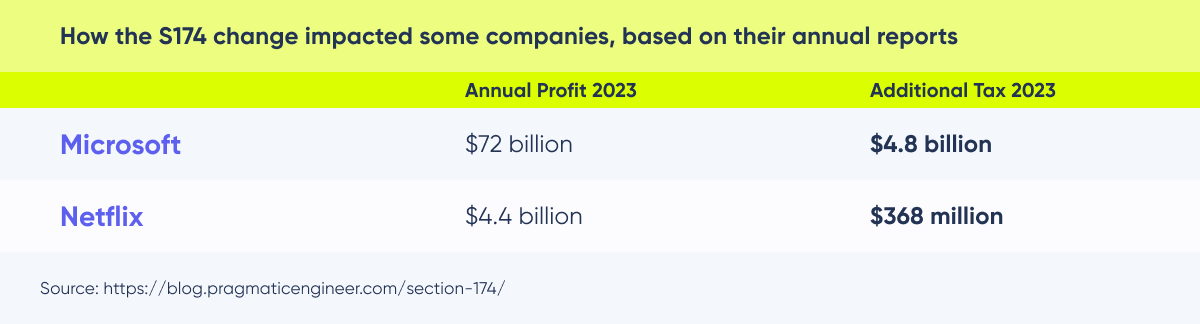 How the S174 change impacted some companies, based on their annual reports
Annual Profit 2023 Additional Tax 2023
Microsoft $72 billion $4.8 billion
Netflix $4.4 billion $368 million
Source: https://blog.pragmaticengineer.com/section-174/